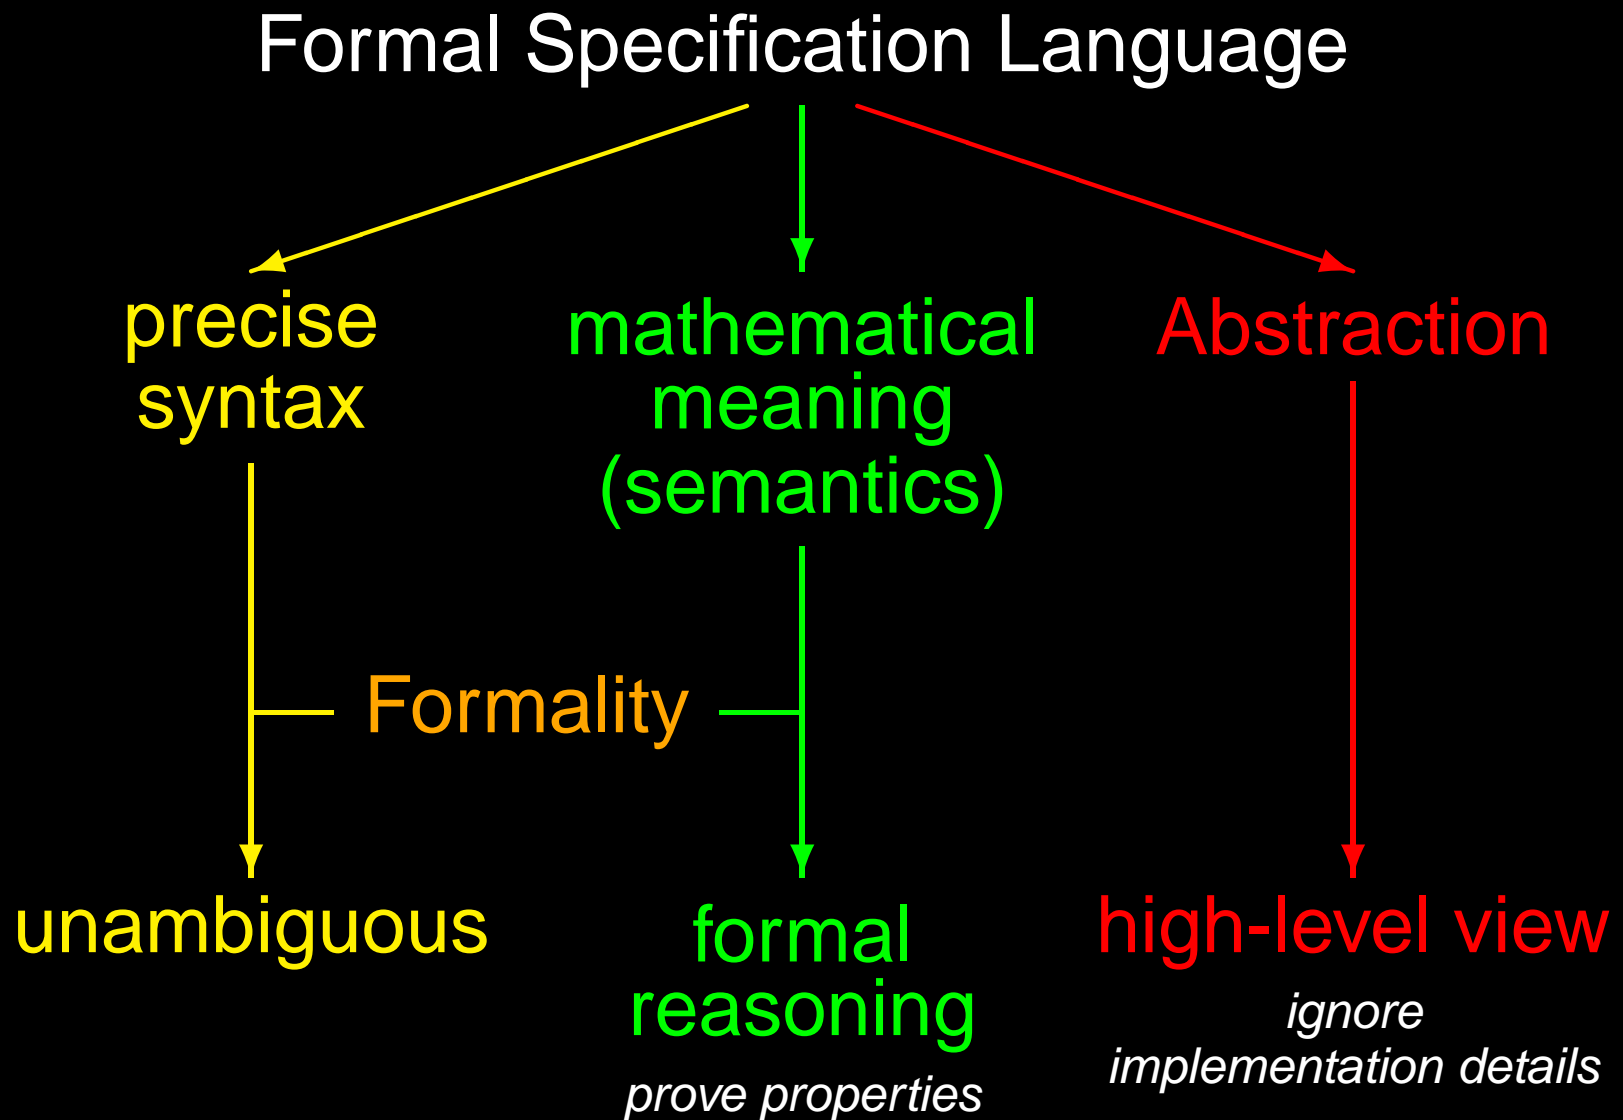 Formal Specification Language
precise
syntax
mathematical
meaning
(semantics)
Abstraction
Formality
unambiguous
formal
reasoning
prove properties
high-level view
ignore
implementation details